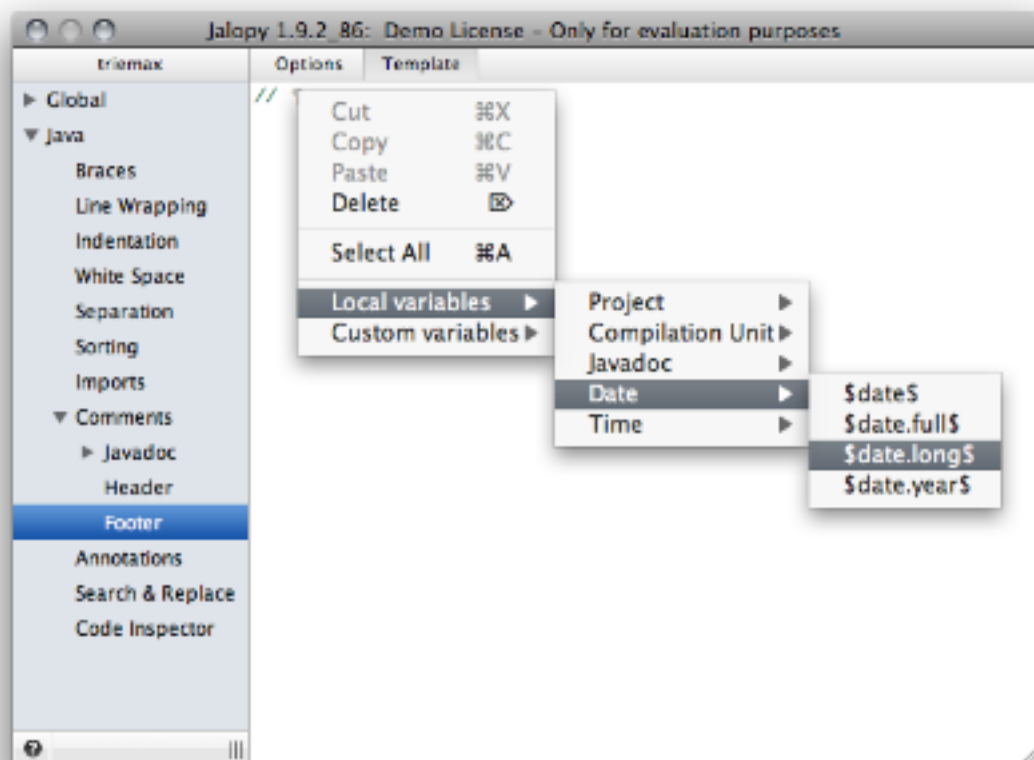 Jalopy 1.9.2_86: Demo License – Only for evaluation purposes
triemax
Options Template
Global
Java
Braces
Line Wrapping
Indentation
White Space
Separation
Sorting
Imports
Comments
Javadoc
Header
Footer
Annotations
Search & Replace
Code Inspector
//
Cut ⌘X
Copy ⌘C
Paste ⌘V
Delete ⌦
Select All ⌘A
Local variables
Custom variables
Project
Compilation Unit
Javadoc
Date
Time
$date$
$date.full$
$date.long$
$date.year$